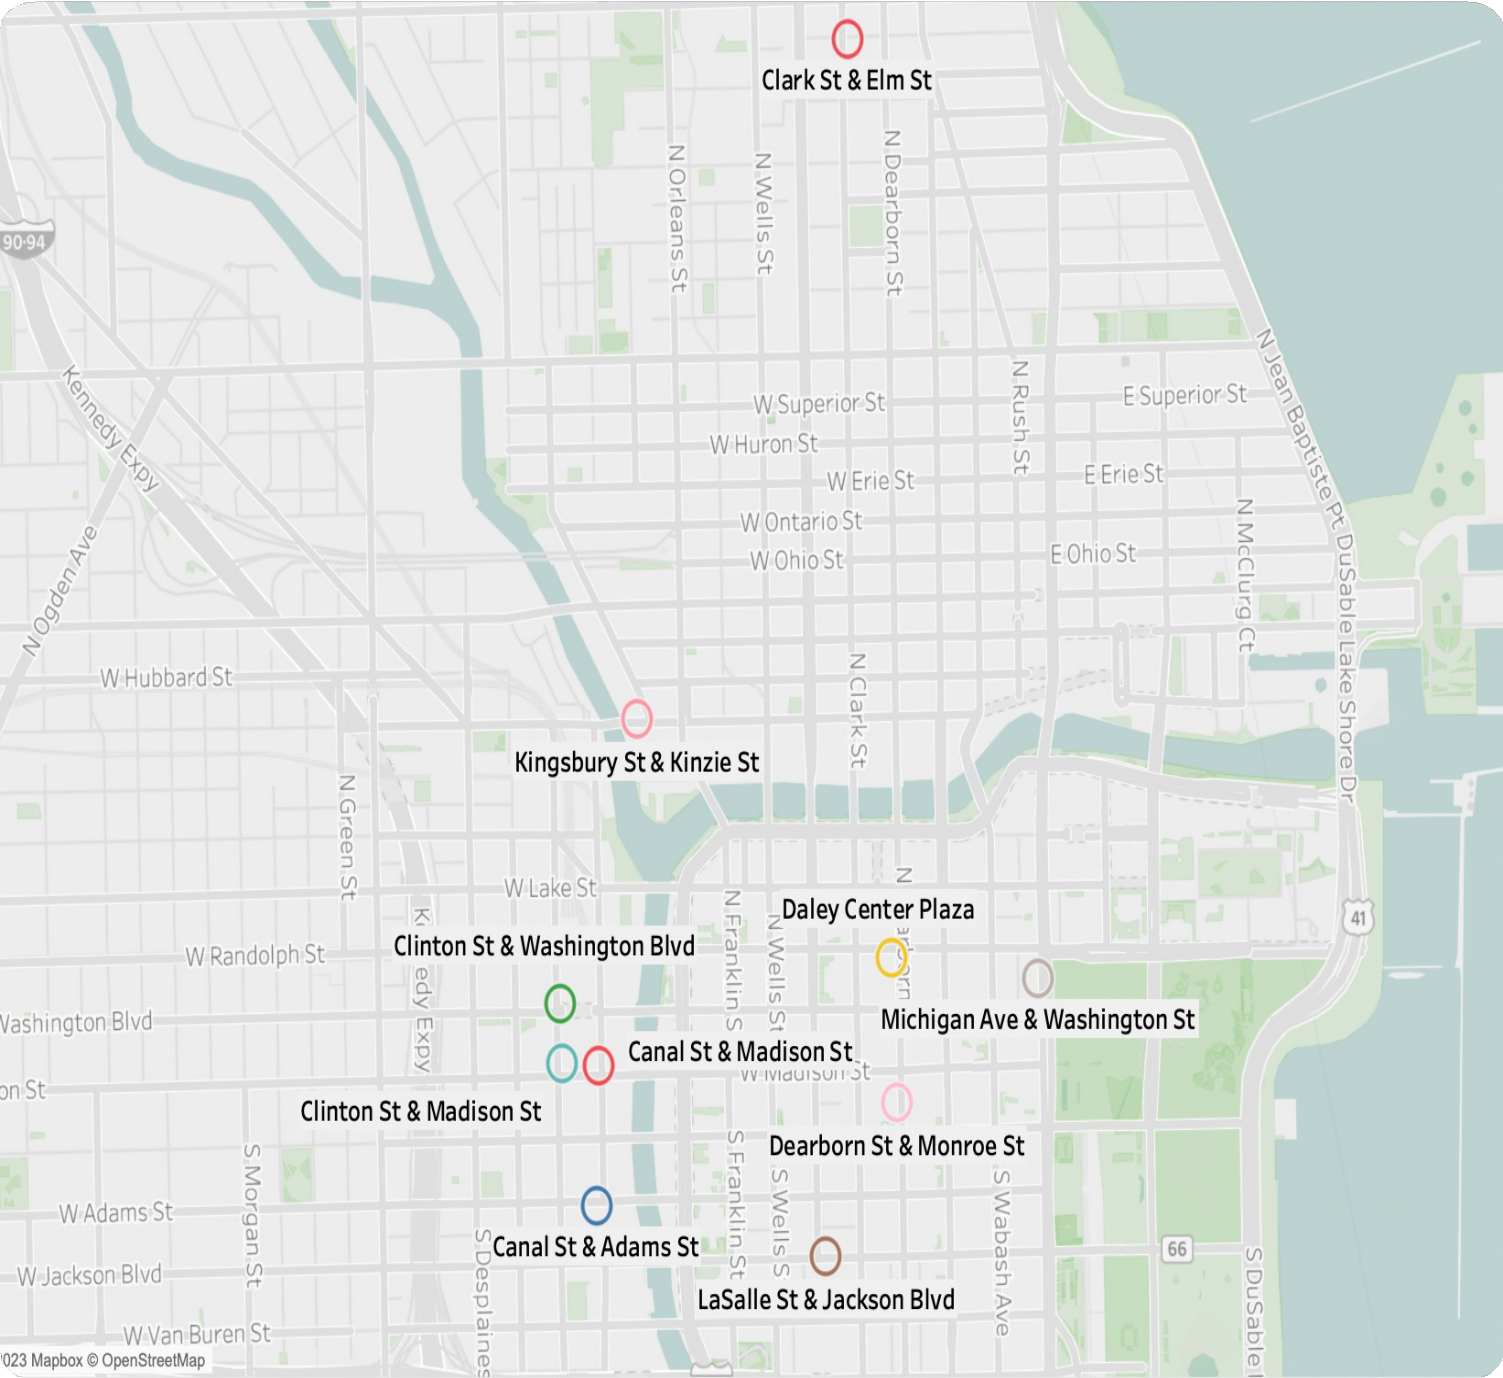 Clark St & Elm St
N Orleans St
N Wells St
N Dearborn St
90-94
Kennedy Expy
N Ogden Ave
N Rush St
W Superior St
E Superior St
W Huron St
W Erie St
E Erie St
W Ontario St
W Ohio St
E Ohio St
N McClurg Ct
N Jean Baptiste Pt DuSable Lake Shore Dr
W Hubbard St
N Clark St
Kingsbury St & Kinzie St
N Green St
W Lake St
N
Daley Center Plaza
41
N Franklin S
N Wells St
W Randolph St
Clinton St & Washington Blvd
edy Expy
Michigan Ave & Washington St
Washington Blvd
Canal St & Madison St
W Madison St
on St
Clinton St & Madison St
Dearborn St & Monroe St
S Morgan St
S Franklin St
S Wells S
S Wabash Ave
W Adams St
S Desplaines
Canal St & Adams St
66
S DuSable
W Jackson Blvd
LaSalle St & Jackson Blvd
W Van Buren St
023 Mapbox © OpenStreetMap